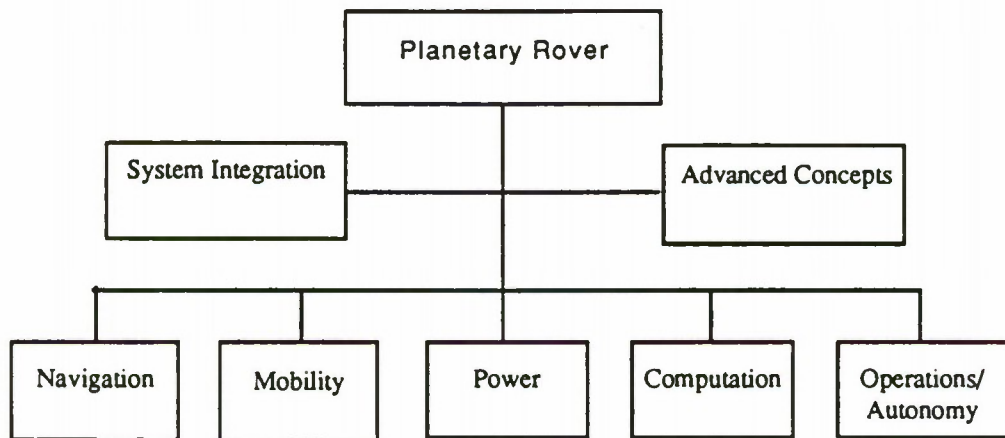 Planetary Rover
System Integration
Advanced Concepts
Navigation
Mobility
Power
Computation
Operations/
Autonomy